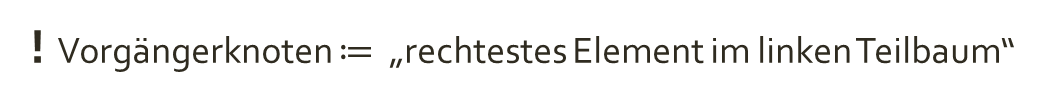 ! Vorgängerknoten := „rechtestes Element im linken Teilbaum“